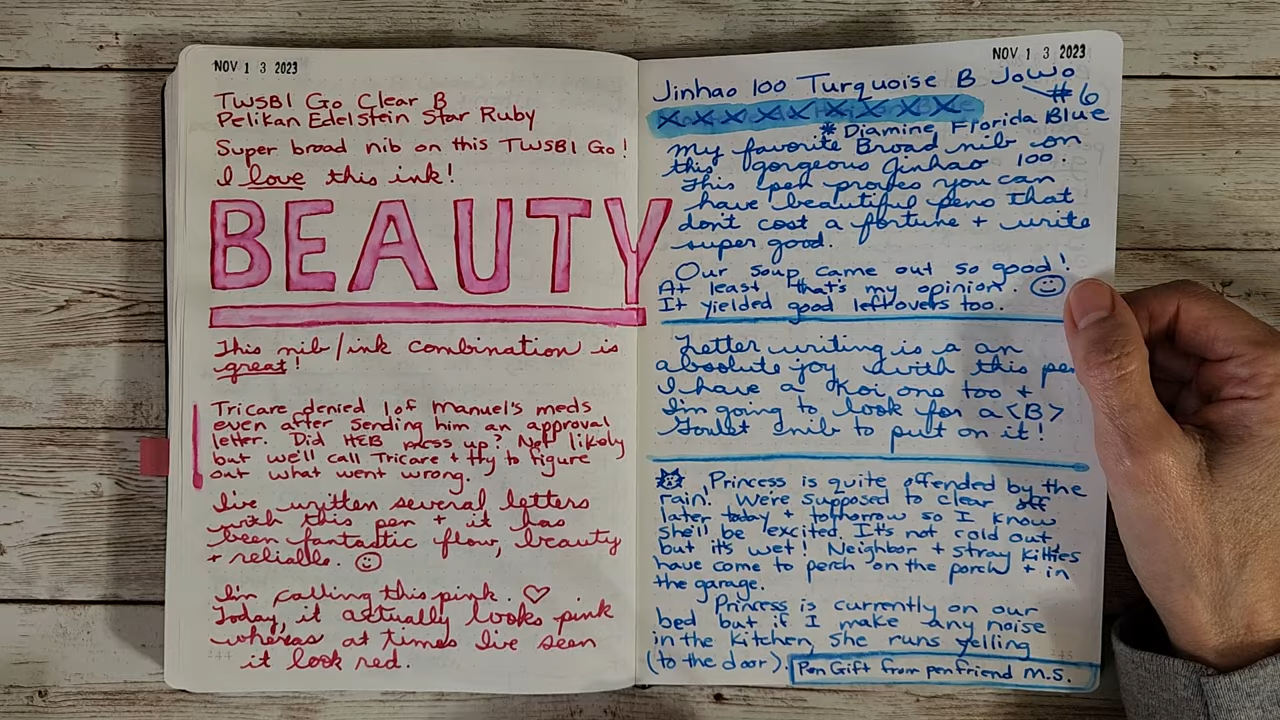 NOV 1 3 2023
TWSBI Go Clear B
Pelikan Edelstein Star Ruby
Super broad nib on this TWSBI Go!
I love this ink!
BEAUTY
This nib/ink combination is
great!
Tricare denied 1 of Manuel's meds
even after sending him an approval
letter. Did HEB mess up? Not likely
but we'll call Tricare + try to figure
out what went wrong.
I've written several letters
with this pen + it has
been fantastic flow, beauty
+ reliable.
I'm calling this pink.
Today, it actually looks pink
whereas at times I've seen
it look red.
244
NOV 1 3 2023
Jinhao 100 Turquoise B JoWo
#6
* Diamine Florida Blue
My favorite Broad nib on
this gorgeous Jinhao 100.
This pen proves you can
have beautiful pens that
don't cost a fortune + write
super good.
Our soup came out so good!
At least that's my opinion.
It yielded good leftovers too.
Letter writing is a an
absolute joy with this pen
I have a Koi one too +
I'm going to look for a <B>
Goulet nib to put on it!
Princess is quite offended by the
rain! We're supposed to clear off
later today + tomorrow so I know
she'll be excited. It's not cold out,
but it's wet! Neighbor + stray kitties
have come to perch on the porch + in
the garage.
Princess is currently on our
bed but if I make any noise
in the kitchen, she runs yelling
(to the door).
Pen Gift from penfriend M.S.
245